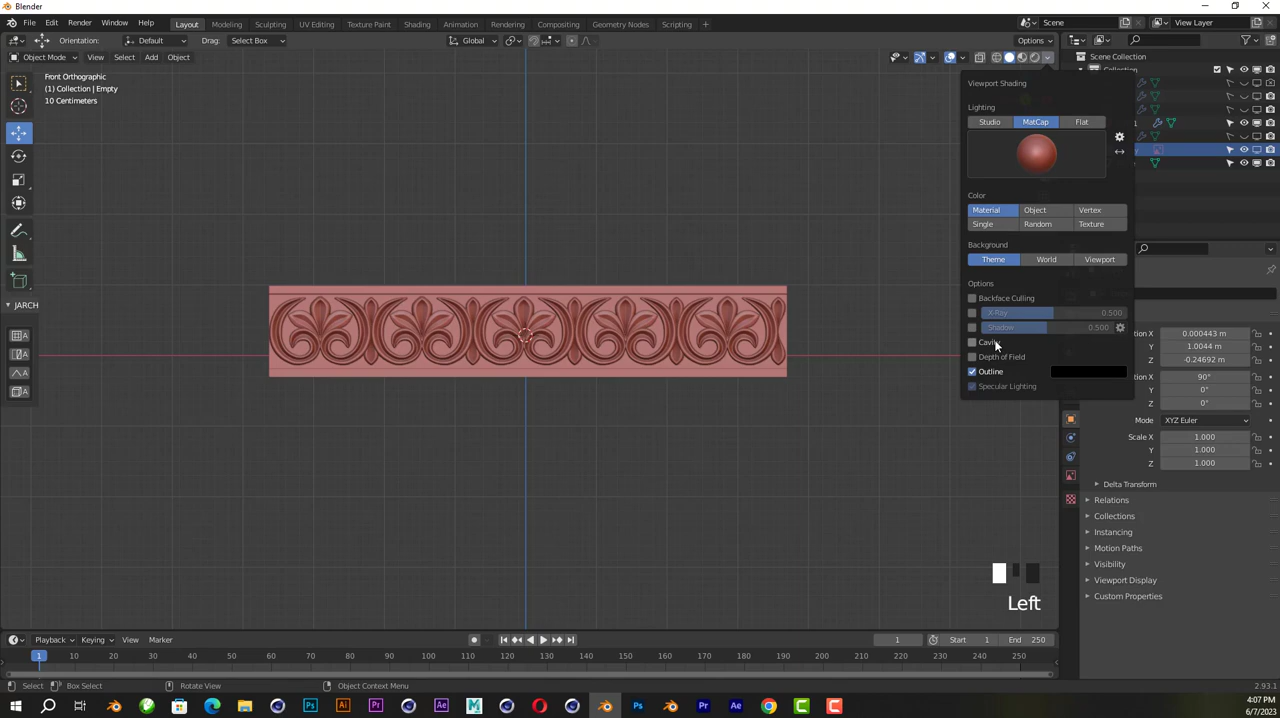 Blender
File Edit Render Window Help Layout Modeling Sculpting UV Editing Texture Paint Shading Animation Rendering Compositing Geometry Nodes Scripting + Scene View Layer
Orientation: Default Drag: Select Box Global Options
Object Mode View Select Add Object
Scene Collection
Front Orthographic
(1) Collection | Empty
10 Centimeters
JARCH
Viewport Shading
Lighting
Studio MatCap Flat
Color
Material Object Vertex
Single Random Texture
Background
Theme World Viewport
Options
Backface Culling
X-Ray 0.500
Shadow 0.500
Cavity
Depth of Field
Outline
Specular Lighting
X 0.000443 m
Y 1.0044 m
Z -0.24692 m
X 90°
Y 0°
Z 0°
Mode XYZ Euler
Scale X 1.000
Y 1.000
Z 1.000
Delta Transform
Relations
Collections
Instancing
Motion Paths
Visibility
Viewport Display
Custom Properties
Left
Playback Keying View Marker 1 Start 1 End 250
1 10 20 30 40 50 60 70 80 90 100 110 120 130 140 150 160 170 180 190 200 210 220 230 240 250
Select Box Select Rotate View Object Context Menu 2.93.1
4:07 PM
6/7/2023